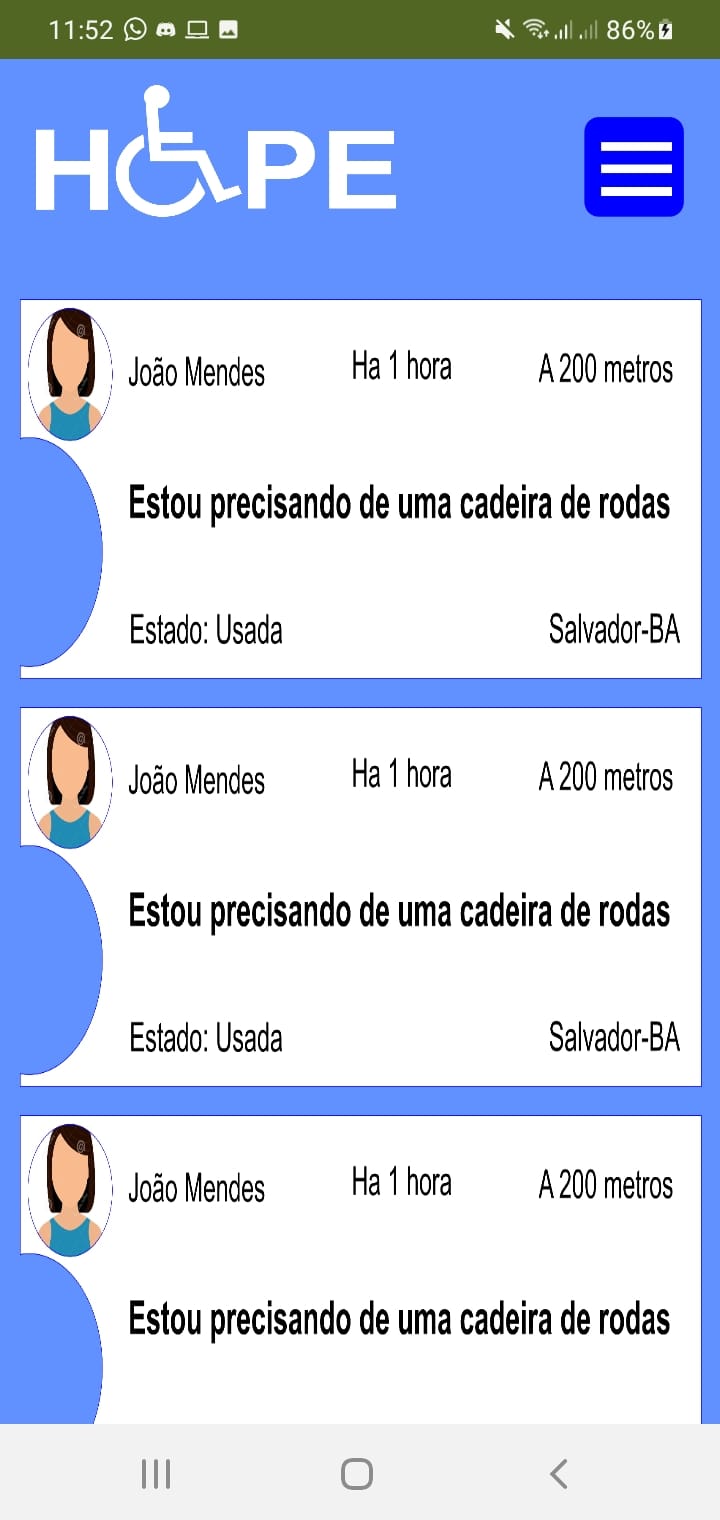 11:52 86%
HOPE
João Mendes Ha 1 hora A 200 metros
Estou precisando de uma cadeira de rodas
Estado: Usada Salvador-BA
João Mendes Ha 1 hora A 200 metros
Estou precisando de uma cadeira de rodas
Estado: Usada Salvador-BA
João Mendes Ha 1 hora A 200 metros
Estou precisando de uma cadeira de rodas